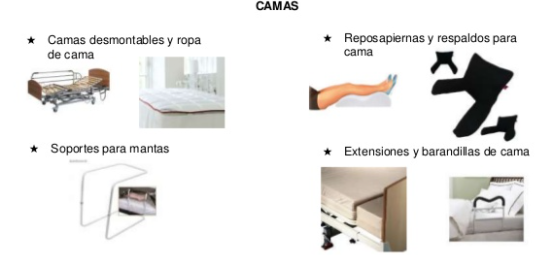 CAMAS
★ Camas desmontables y ropa
de cama
★ Reposapiernas y respaldos para
cama
★ Soportes para mantas
★ Extensiones y barandillas de cama